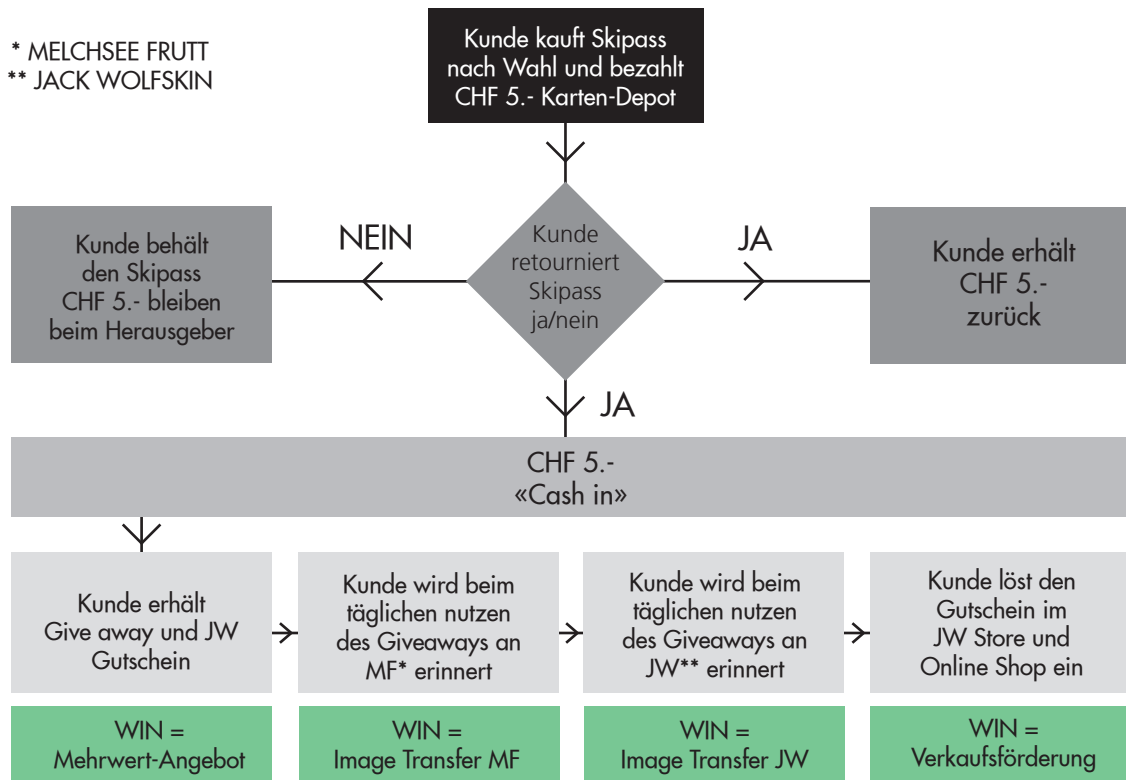 * MELCHSEE FRUTT
** JACK WOLFSKIN
Kunde kauft Skipass
nach Wahl und bezahlt
CHF 5.- Karten-Depot
Kunde behält
den Skipass
CHF 5.- bleiben
beim Herausgeber
NEIN
Kunde
retourniert
Skipass
ja/nein
JA
Kunde erhält
CHF 5.-
zurück
JA
CHF 5.-
«Cash in»
Kunde erhält
Give away und JW
Gutschein
Kunde wird beim
täglichen nutzen
des Giveaways an
MF* erinnert
Kunde wird beim
täglichen nutzen
des Giveaways an
JW** erinnert
Kunde löst den
Gutschein im
JW Store und
Online Shop ein
WIN =
Mehrwert-Angebot
WIN =
Image Transfer MF
WIN =
Image Transfer JW
WIN =
Verkaufsförderung